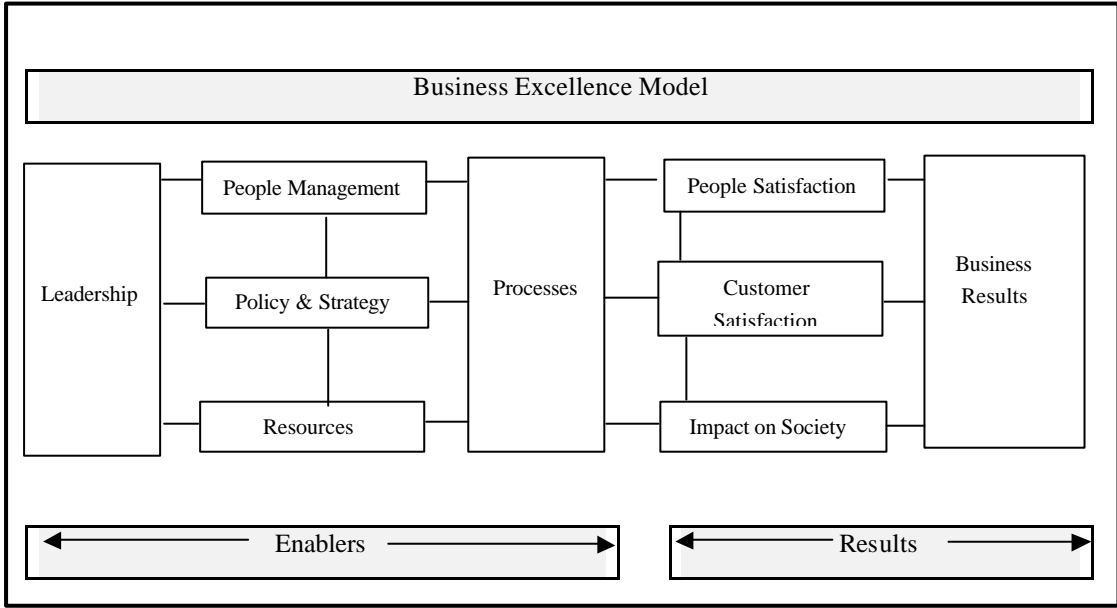 Business Excellence Model
People Management
People Satisfaction
Leadership
Policy & Strategy
Processes
Customer
Satisfaction
Business
Results
Resources
Impact on Society
Enablers
Results